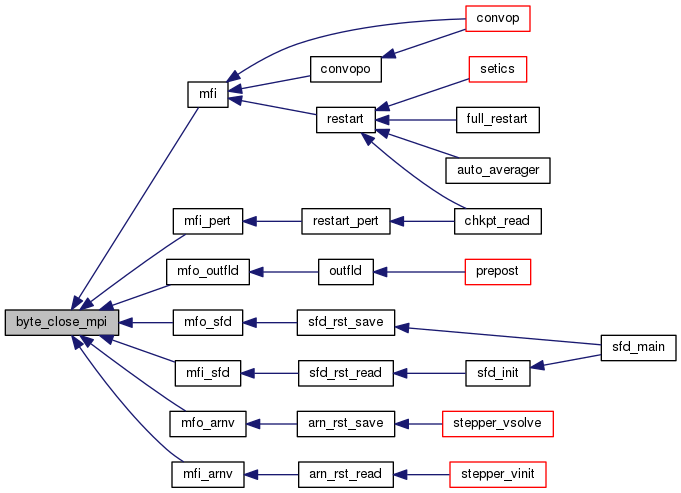 convop
convopo
setics
mfi
restart
full_restart
auto_averager
mfi_pert
restart_pert
chkpt_read
mfo_outfld
outfld
prepost
byte_close_mpi
mfo_sfd
sfd_rst_save
sfd_main
mfi_sfd
sfd_rst_read
sfd_init
mfo_arnv
arn_rst_save
stepper_vsolve
mfi_arnv
arn_rst_read
stepper_vinit